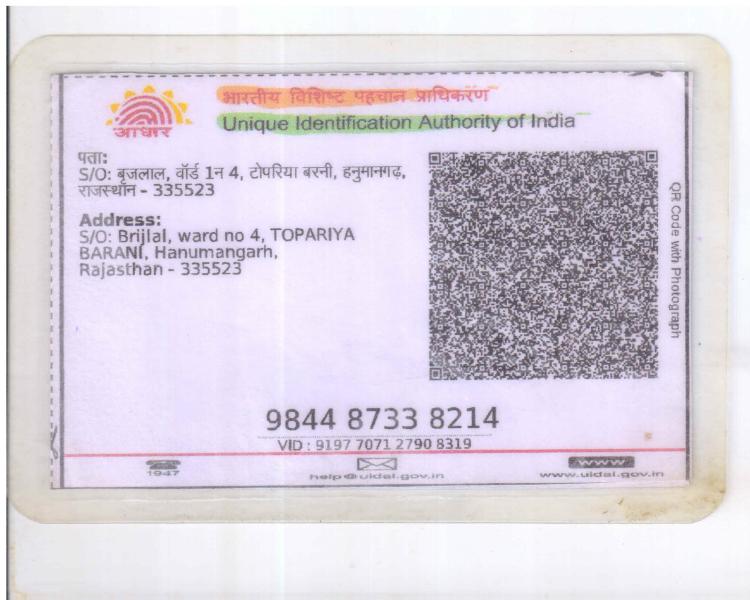 भारतीय विशिष्ट पहचान प्राधिकरण
आधार
Unique Identification Authority of India
पता:
S/O: बृजलाल, वॉर्ड 1न 4, टोपरिया बरनी, हनुमानगढ़,
राजस्थान - 335523
Address:
S/O: Brijlal, ward no 4, TOPARIYA
BARANI, Hanumangarh,
Rajasthan - 335523
QR Code with Photograph
9844 8733 8214
VID : 9197 7071 2790 8319
1947
help@uidai.gov.in
www
www.uidai.gov.in